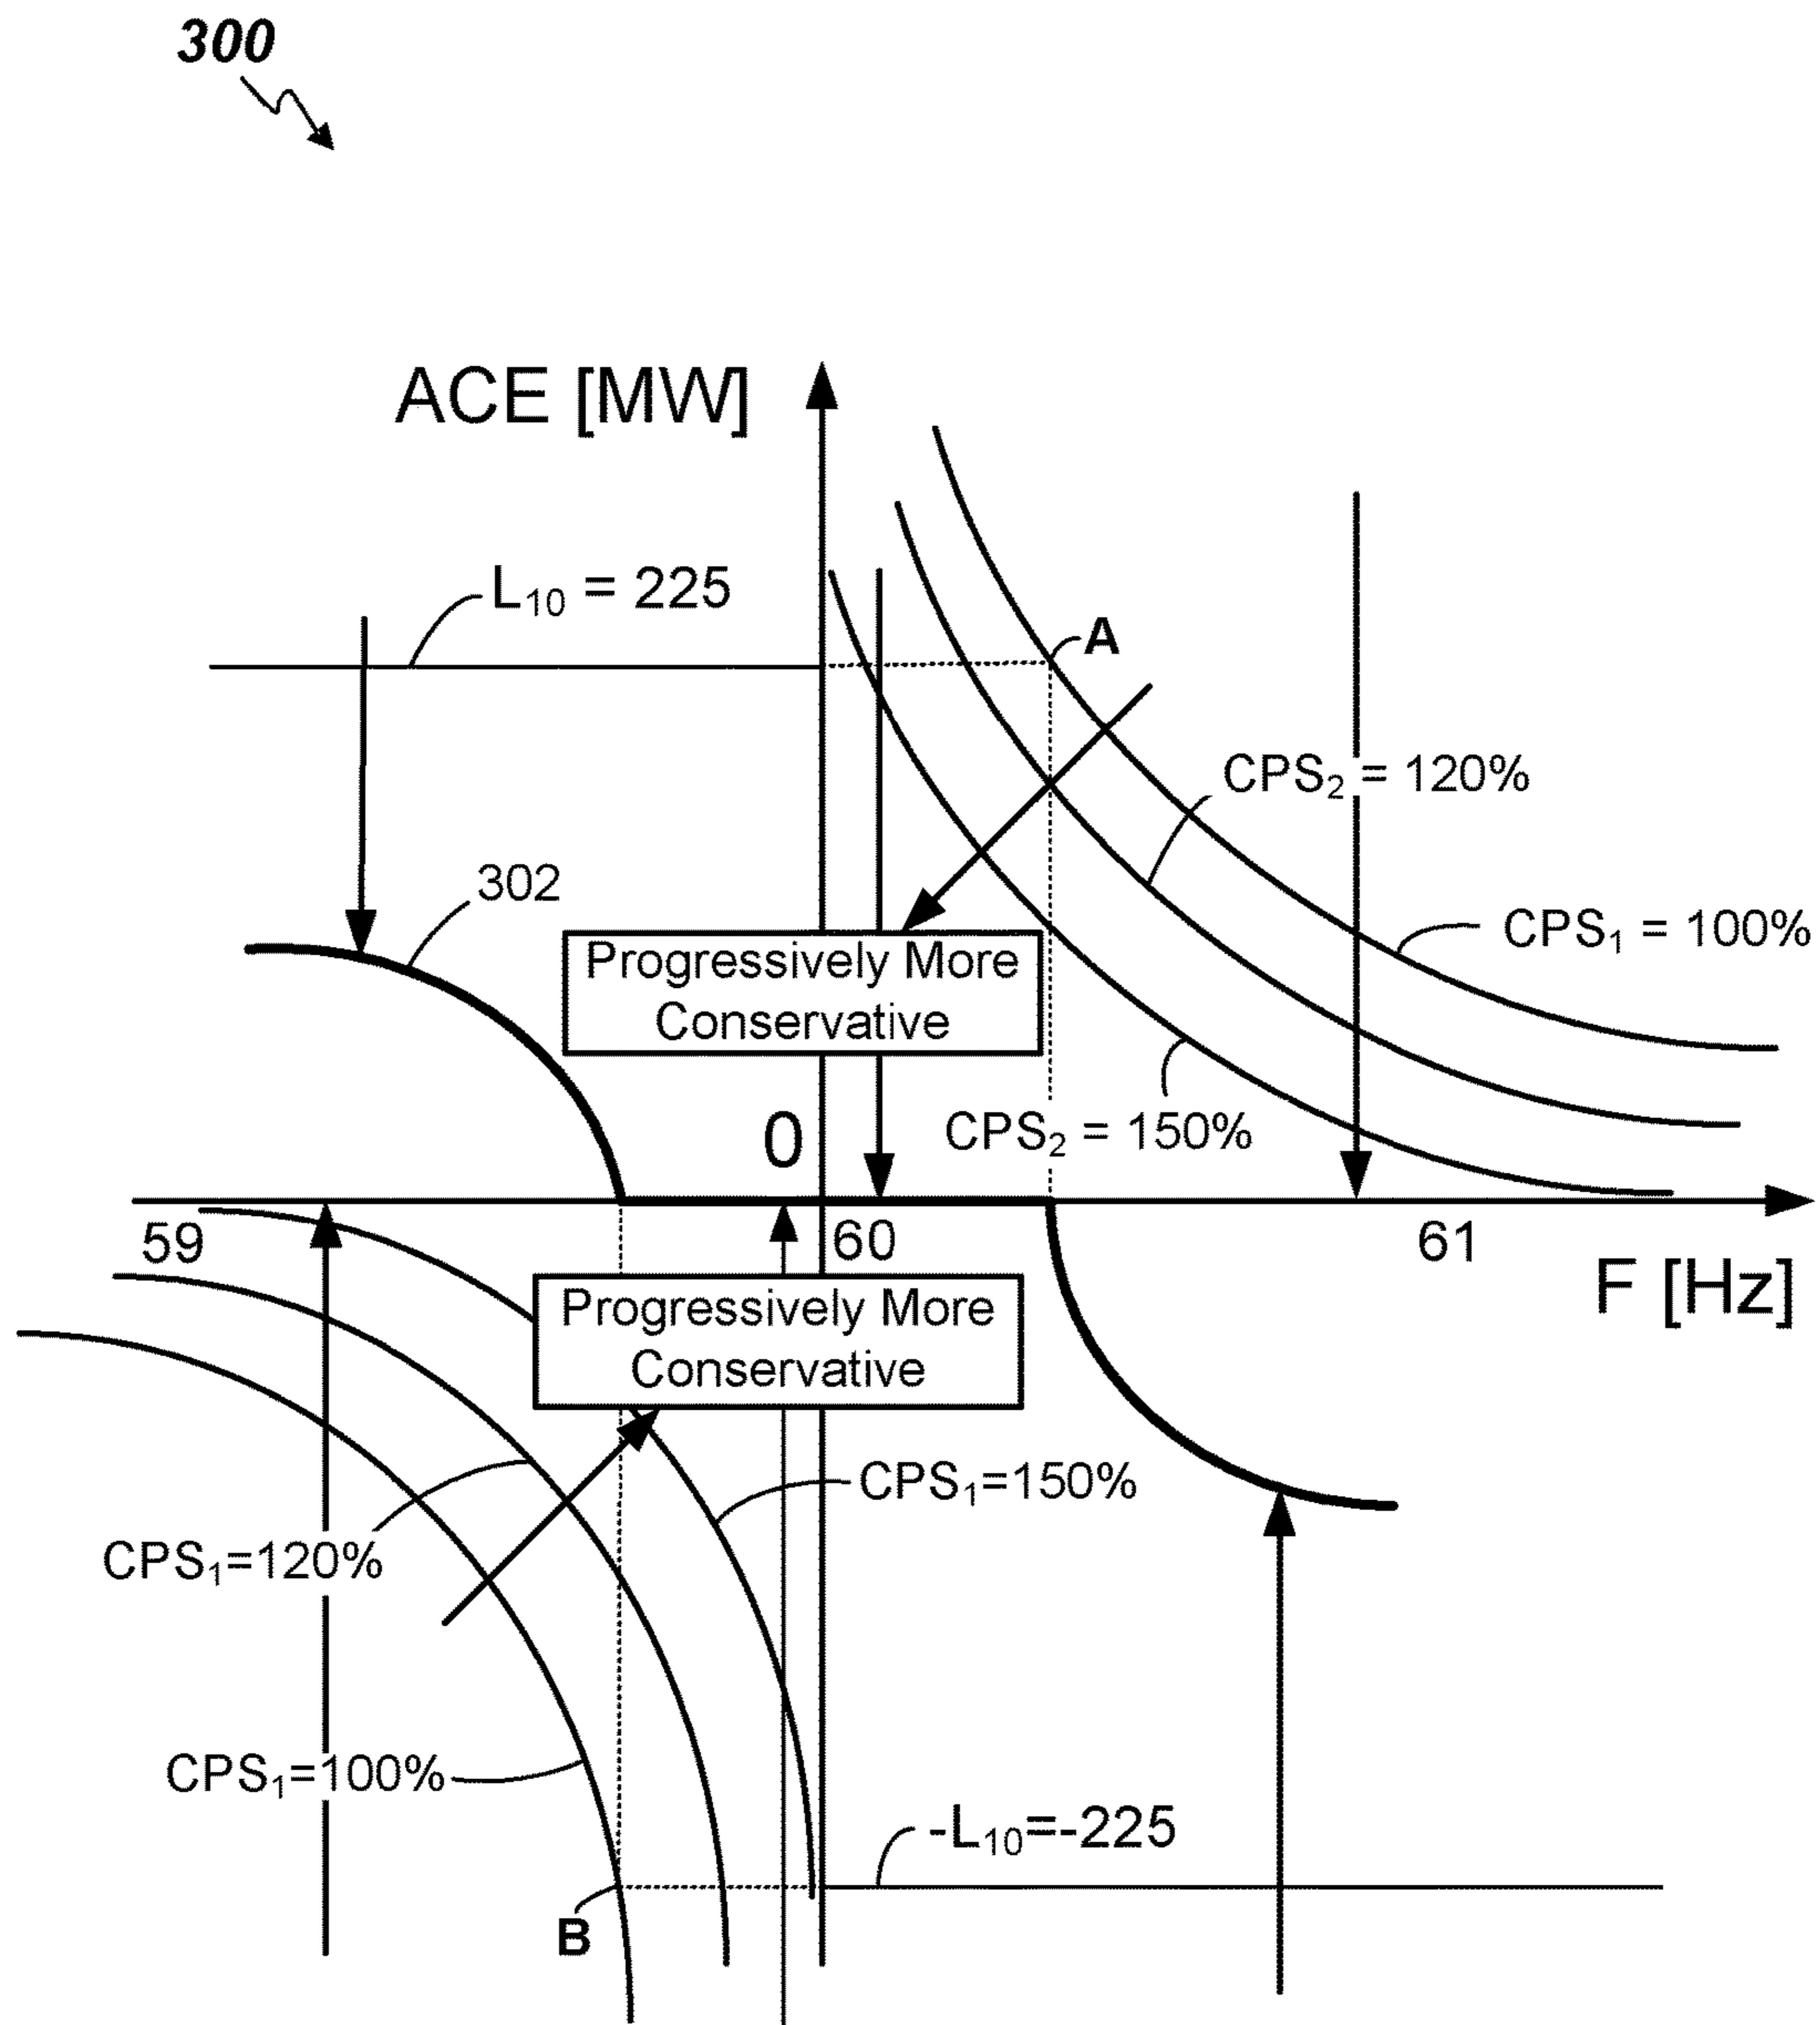 300
ACE [MW]
L10 = 225
A
CPS2 = 120%
302
CPS1 = 100%
Progressively More
Conservative
0
CPS2 = 150%
59
60
61
F [Hz]
Progressively More
Conservative
CPS1=150%
CPS1=120%
CPS1=100%
-L10=-225
B